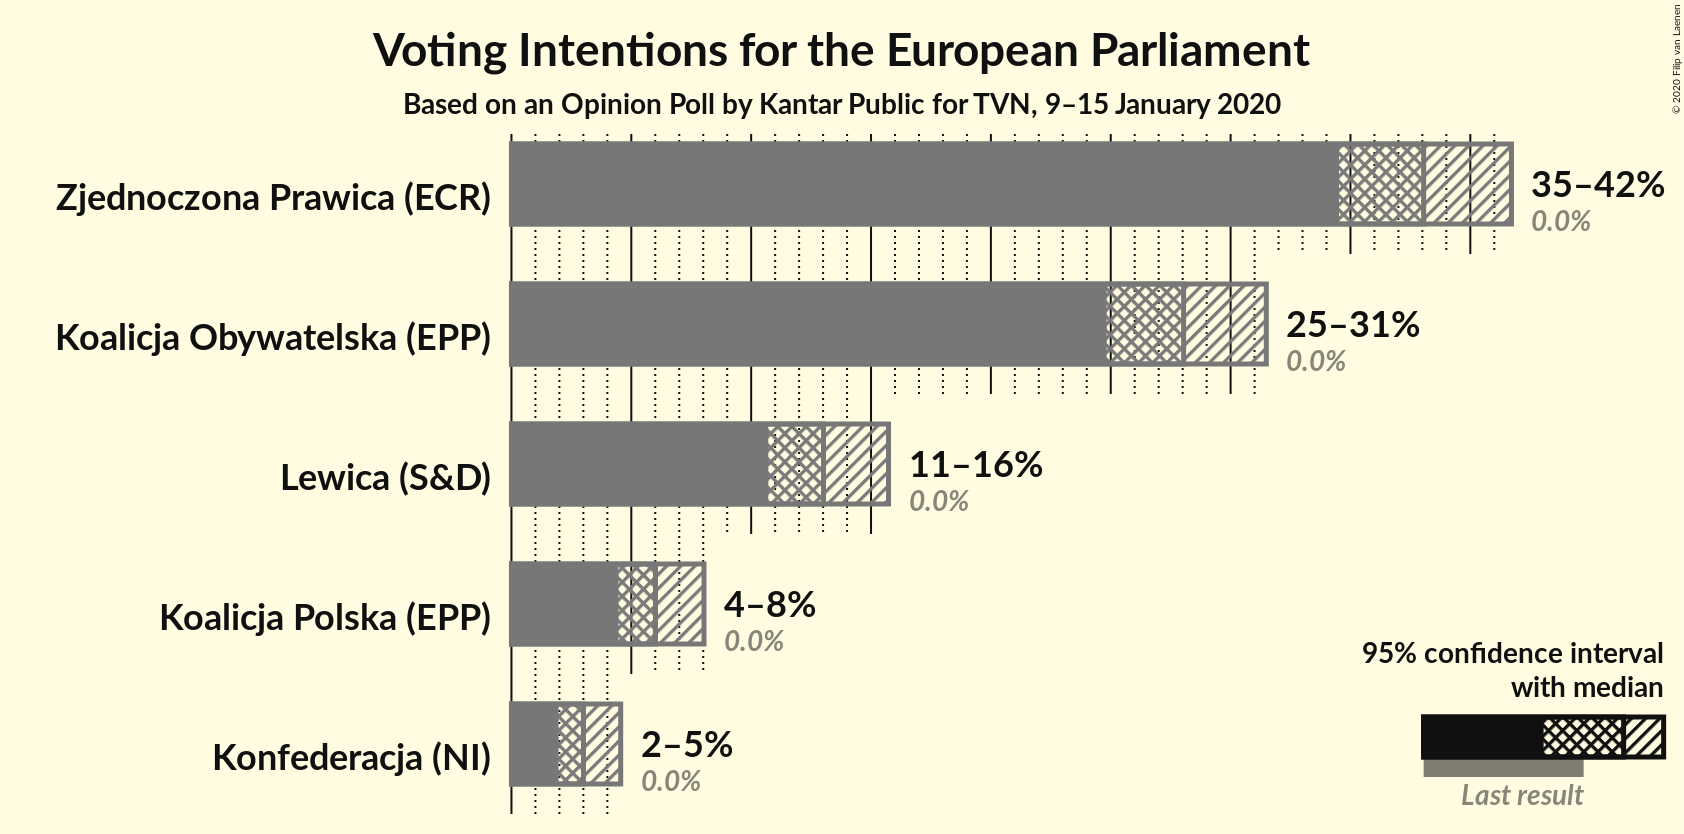 Voting Intentions for the European Parliament
Based on an Opinion Poll by Kantar Public for TVN, 9–15 January 2020
© 2020 Filip van Laenen
Zjednoczona Prawica (ECR)
35–42%
0.0%
Koalicja Obywatelska (EPP)
25–31%
0.0%
Lewica (S&D)
11–16%
0.0%
Koalicja Polska (EPP)
4–8%
0.0%
Konfederacja (NI)
2–5%
0.0%
95% confidence interval
with median
Last result